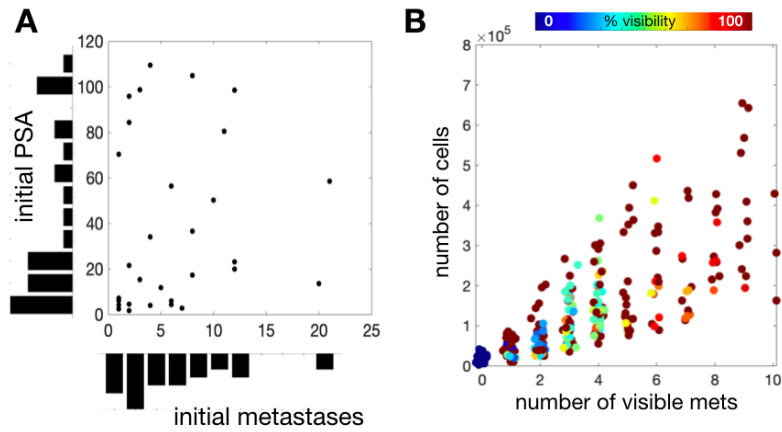 A
initial PSA
120
100
80
60
40
20
0
0 5 10 15 20 25
initial metastases
B
0 % visibility 100
×10⁵
number of cells
8
7
6
5
4
3
2
1
0
0 2 4 6 8 10
number of visible mets